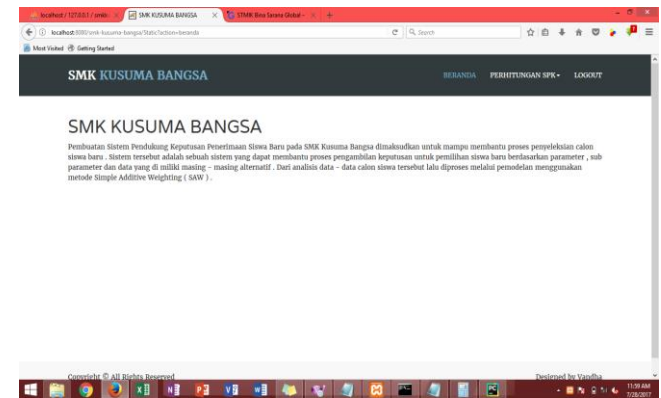 localhost / 127.0.0.1 / smkb
SMK KUSUMA BANGSA
STMIK Bina Sarana Global -
localhost:8080/smk-kusuma-bangsa/Static?action=beranda
Search
Most Visited
Getting Started
SMK KUSUMA BANGSA
BERANDA
PERHITUNGAN SPK
LOGOUT
SMK KUSUMA BANGSA
Pembuatan Sistem Pendukung Keputusan Penerimaan Siswa Baru pada SMK Kusuma Bangsa dimaksudkan untuk mampu membantu proses penyeleksian calon
siswa baru . Sistem tersebut adalah sebuah sistem yang dapat membantu proses pengambilan keputusan untuk pemilihan siswa baru berdasarkan parameter , sub
parameter dan data yang di miliki masing - masing alternatif . Dari analisis data - data calon siswa tersebut lalu diproses melalui pemodelan menggunakan
metode Simple Additive Weighting ( SAW ) .
Copyright © All Rights Reserved
Designed by Vandha
11:59 AM
7/28/2017